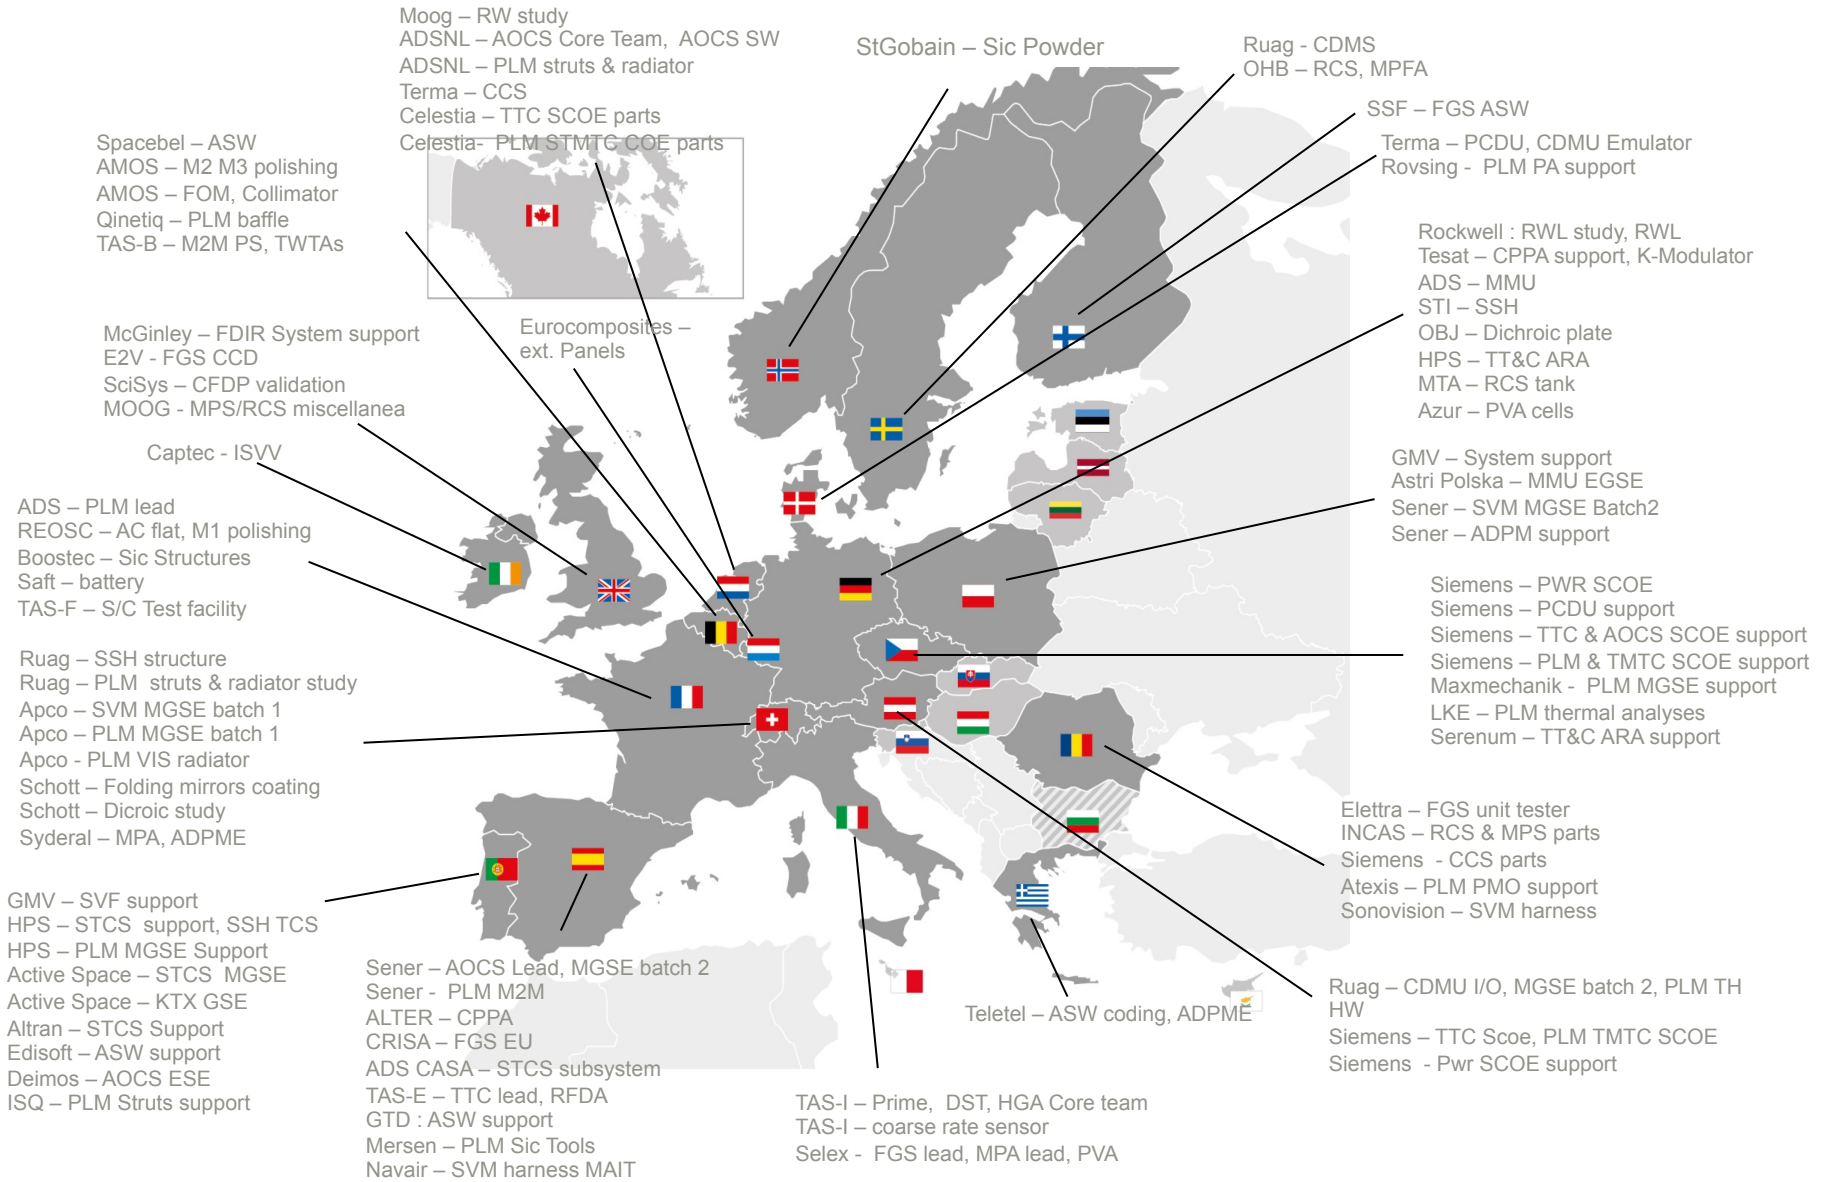 Moog – RW study
ADSNL – AOCS Core Team, AOCS SW
ADSNL – PLM struts & radiator
Terma – CCS
Celestia – TTC SCOE parts
Celestia- PLM STMTC COE parts
StGobain – Sic Powder
Ruag - CDMS
OHB – RCS, MPFA
SSF – FGS ASW
Terma – PCDU, CDMU Emulator
Rovsing - PLM PA support
Spacebel – ASW
AMOS – M2 M3 polishing
AMOS – FOM, Collimator
Qinetiq – PLM baffle
TAS-B – M2M PS, TWTAs
Rockwell : RWL study, RWL
Tesat – CPPA support, K-Modulator
ADS – MMU
STI – SSH
OBJ – Dichroic plate
HPS – TT&C ARA
MTA – RCS tank
Azur – PVA cells
McGinley – FDIR System support
E2V - FGS CCD
SciSys – CFDP validation
MOOG - MPS/RCS miscellanea
Eurocomposites –
ext. Panels
Captec - ISVV
GMV – System support
Astri Polska – MMU EGSE
Sener – SVM MGSE Batch2
Sener – ADPM support
ADS – PLM lead
REOSC – AC flat, M1 polishing
Boostec – Sic Structures
Saft – battery
TAS-F – S/C Test facility
Siemens – PWR SCOE
Siemens – PCDU support
Siemens – TTC & AOCS SCOE support
Siemens – PLM & TMTC SCOE support
Maxmechanik - PLM MGSE support
LKE – PLM thermal analyses
Serenum – TT&C ARA support
Ruag – SSH structure
Ruag – PLM struts & radiator study
Apco – SVM MGSE batch 1
Apco – PLM MGSE batch 1
Apco - PLM VIS radiator
Schott – Folding mirrors coating
Schott – Dicroic study
Syderal – MPA, ADPME
Elettra – FGS unit tester
INCAS – RCS & MPS parts
Siemens - CCS parts
Atexis – PLM PMO support
Sonovision – SVM harness
GMV – SVF support
HPS – STCS support, SSH TCS
HPS – PLM MGSE Support
Active Space – STCS MGSE
Active Space – KTX GSE
Altran – STCS Support
Edisoft – ASW support
Deimos – AOCS ESE
ISQ – PLM Struts support
Sener – AOCS Lead, MGSE batch 2
Sener - PLM M2M
ALTER – CPPA
CRISA – FGS EU
ADS CASA – STCS subsystem
TAS-E – TTC lead, RFDA
GTD : ASW support
Mersen – PLM Sic Tools
Navair – SVM harness MAIT
TAS-I – Prime, DST, HGA Core team
TAS-I – coarse rate sensor
Selex - FGS lead, MPA lead, PVA
Teletel – ASW coding, ADPME
Ruag – CDMU I/O, MGSE batch 2, PLM TH
HW
Siemens – TTC Scoe, PLM TMTC SCOE
Siemens - Pwr SCOE support